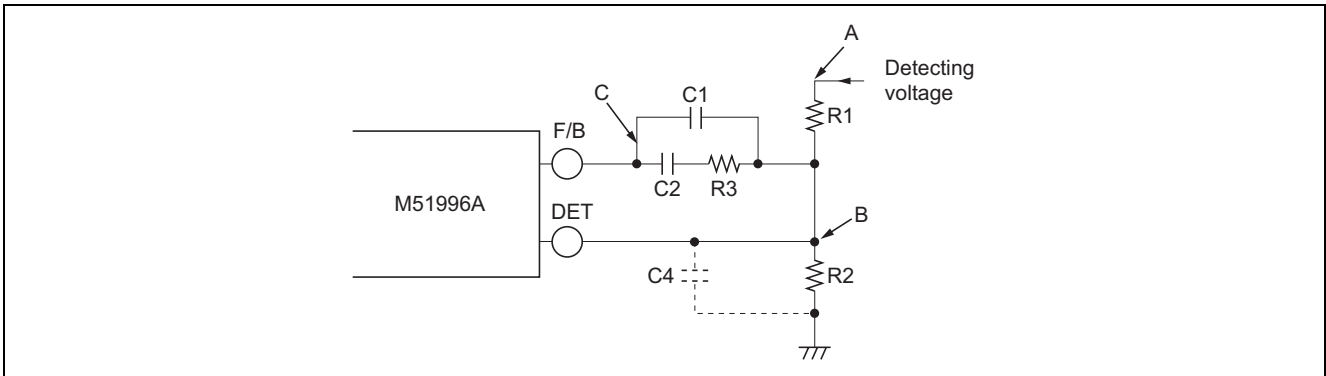 A
Detecting
voltage
C
C1
R1
F/B
C2
R3
M51996A
DET
B
C4
R2